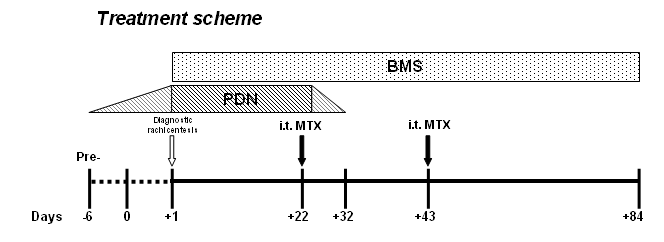 Treatment scheme
BMS
PDN
Diagnostic
rachicentesis
i.t. MTX
i.t. MTX
Pre-
Days -6 0 +1 +22 +32 +43 +84